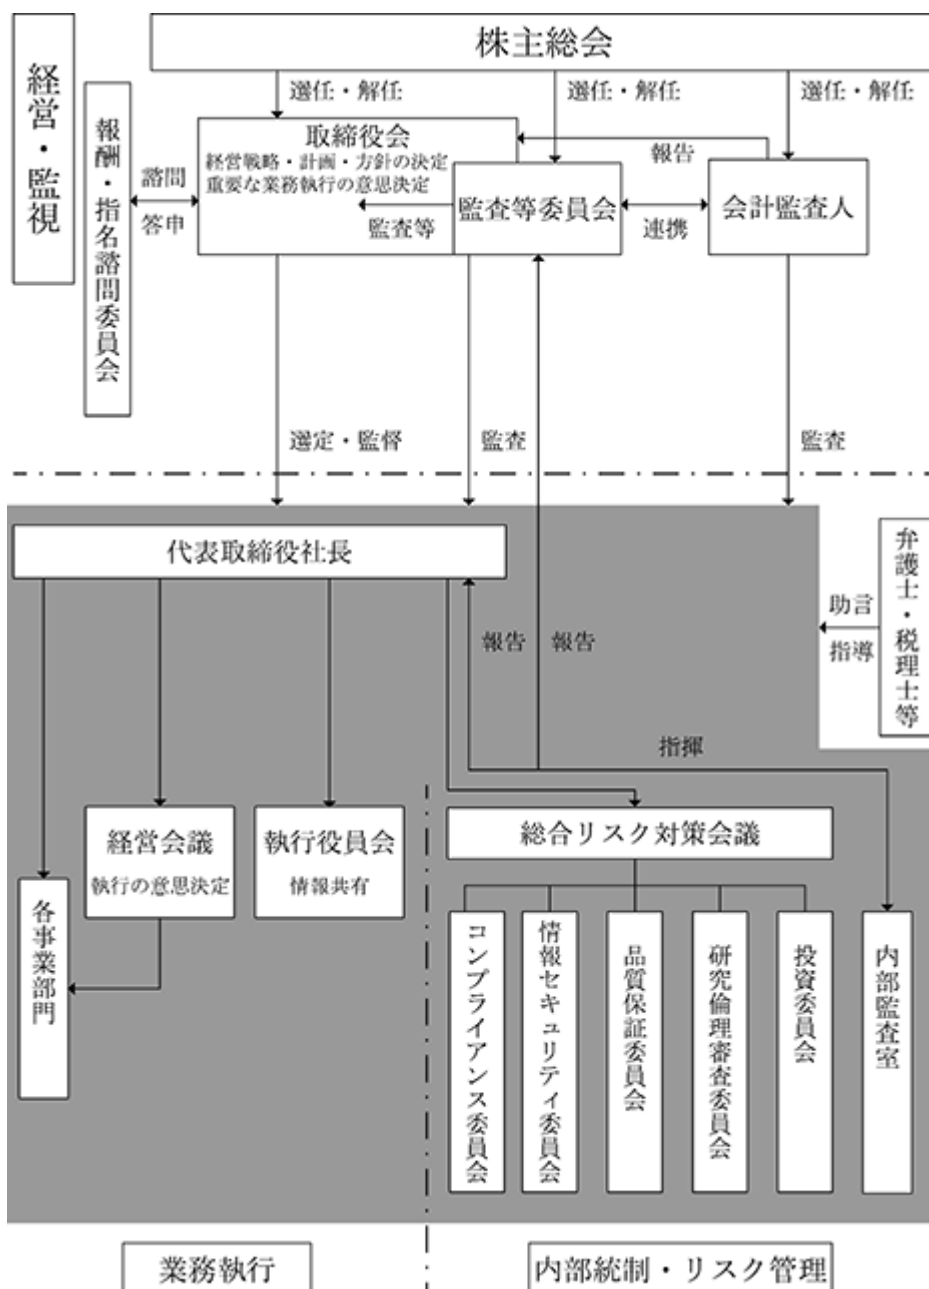 経営・監視
株主総会
選任・解任
選任・解任
選任・解任
報酬・指名諮問委員会
諮問
答申
取締役会
経営戦略・計画・方針の決定
重要な業務執行の意思決定
監査等
監査等委員会
報告
連携
会計監査人
選定・監督
監査
監査
代表取締役社長
弁護士・税理士等
助言
指導
報告
報告
指揮
経営会議
執行の意思決定
執行役員会
情報共有
総合リスク対策会議
各事業部門
コンプライアンス委員会
情報セキュリティ委員会
品質保証委員会
研究倫理審査委員会
投資委員会
内部監査室
業務執行
内部統制・リスク管理